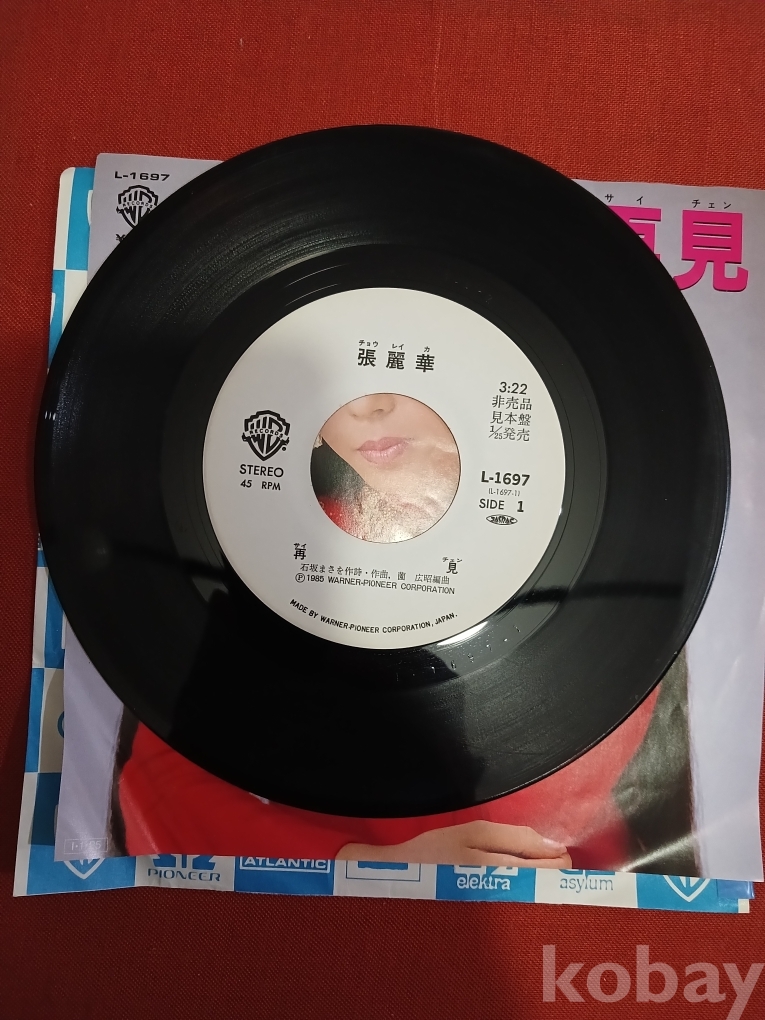 L-1697
サイ チェン
再見
チョウ レイ カ
張麗華
3:22
非売品
見本盤
1/25発売
RECORDS
STEREO
45 RPM
L-1697
(L-1697-1)
SIDE 1
JASRAC
サイ チェン
再見
石坂まさを作詩・作曲、薗 広昭編曲
Ⓟ1985 WARNER-PIONEER CORPORATION
MADE BY WARNER-PIONEER CORPORATION, JAPAN.
PIONEER
ATLANTIC
elektra
asylum
kobay